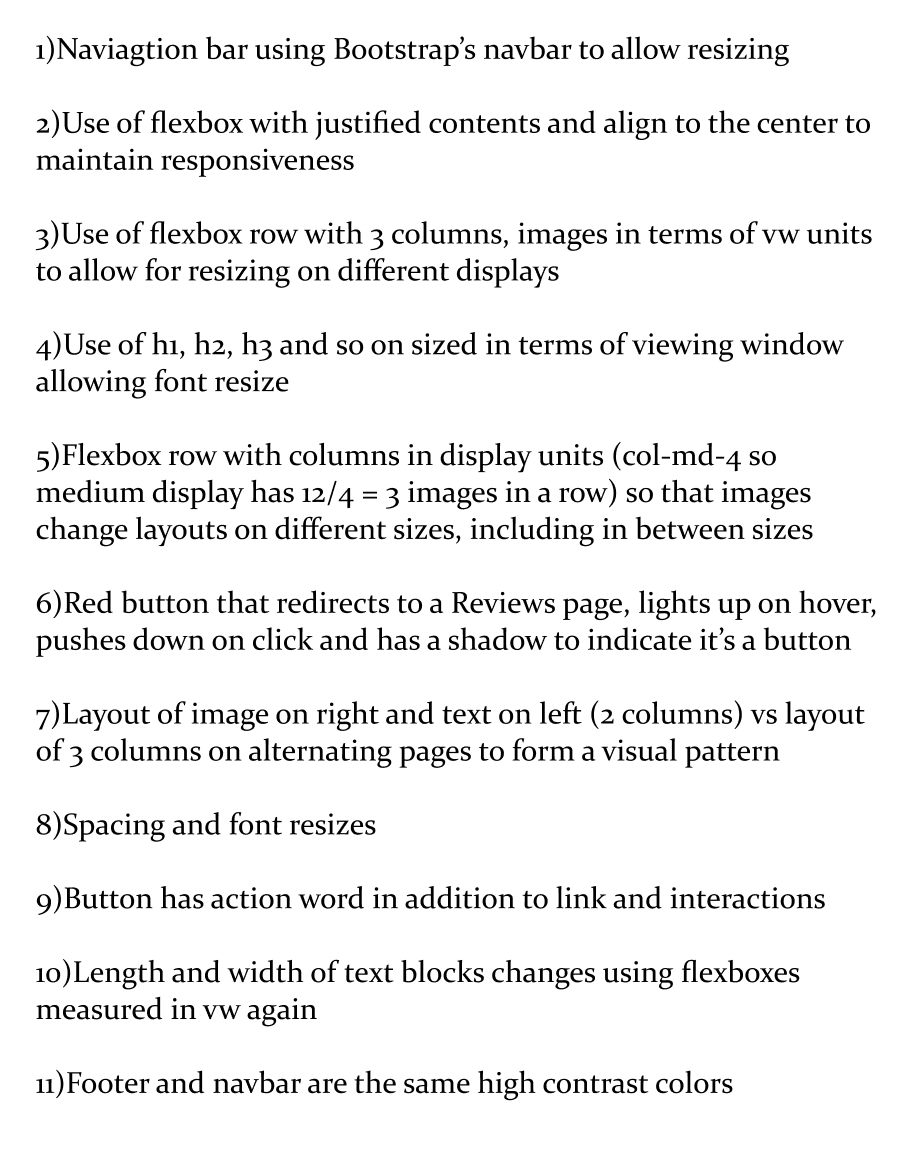 1)Naviagtion bar using Bootstrap's navbar to allow resizing
2)Use of flexbox with justified contents and align to the center to
maintain responsiveness
3)Use of flexbox row with 3 columns, images in terms of vw units
to allow for resizing on different displays
4)Use of h1, h2, h3 and so on sized in terms of viewing window
allowing font resize
5)Flexbox row with columns in display units (col-md-4 so
medium display has 12/4 = 3 images in a row) so that images
change layouts on different sizes, including in between sizes
6)Red button that redirects to a Reviews page, lights up on hover,
pushes down on click and has a shadow to indicate it's a button
7)Layout of image on right and text on left (2 columns) vs layout
of 3 columns on alternating pages to form a visual pattern
8)Spacing and font resizes
9)Button has action word in addition to link and interactions
10)Length and width of text blocks changes using flexboxes
measured in vw again
11)Footer and navbar are the same high contrast colors